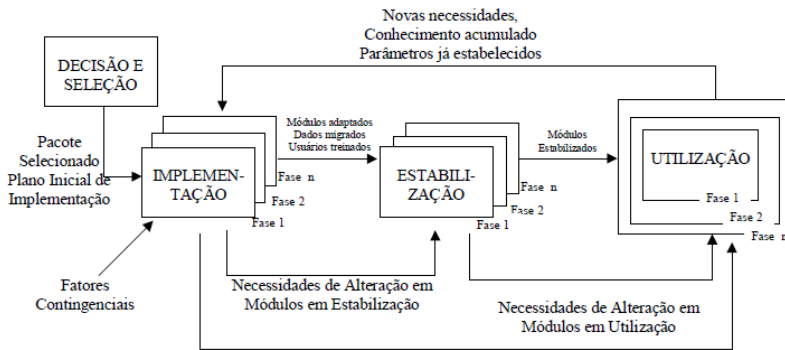 Novas necessidades,
Conhecimento acumulado
Parâmetros já estabelecidos
DECISÃO E
SELEÇÃO
Pacote
Selecionado
Plano Inicial de
Implementação
IMPLEMEN-
TAÇÃO
Fase n
Fase 2
Fase 1
Módulos adaptados
Dados migrados
Usuários treinados
ESTABILI-
ZAÇÃO
Fase n
Fase 2
Fase 1
Módulos
Estabilizados
UTILIZAÇÃO
Fase 1
Fase 2
Fase n
Fatores
Contingenciais
Necessidades de Alteração em
Módulos em Estabilização
Necessidades de Alteração em
Módulos em Utilização